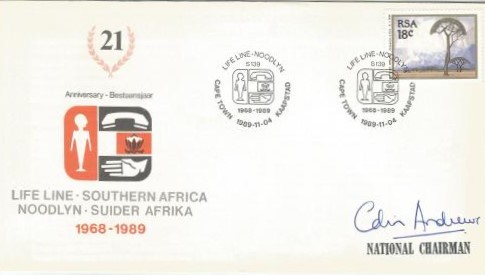 21
Anniversary - Bestaansjaar
LIFE LINE · SOUTHERN AFRICA
NOODLYN · SUIDER AFRIKA
1968 - 1989
LIFE LINE - NOODLYN
S139
1968 - 1989
CAPE TOWN 1989-11-04 KAAPSTAD
LIFE LINE - NOODLYN
S139
1968 - 1989
CAPE TOWN 1989-11-04 KAAPSTAD
RSA
18c
Colin Andrews
NATIONAL CHAIRMAN